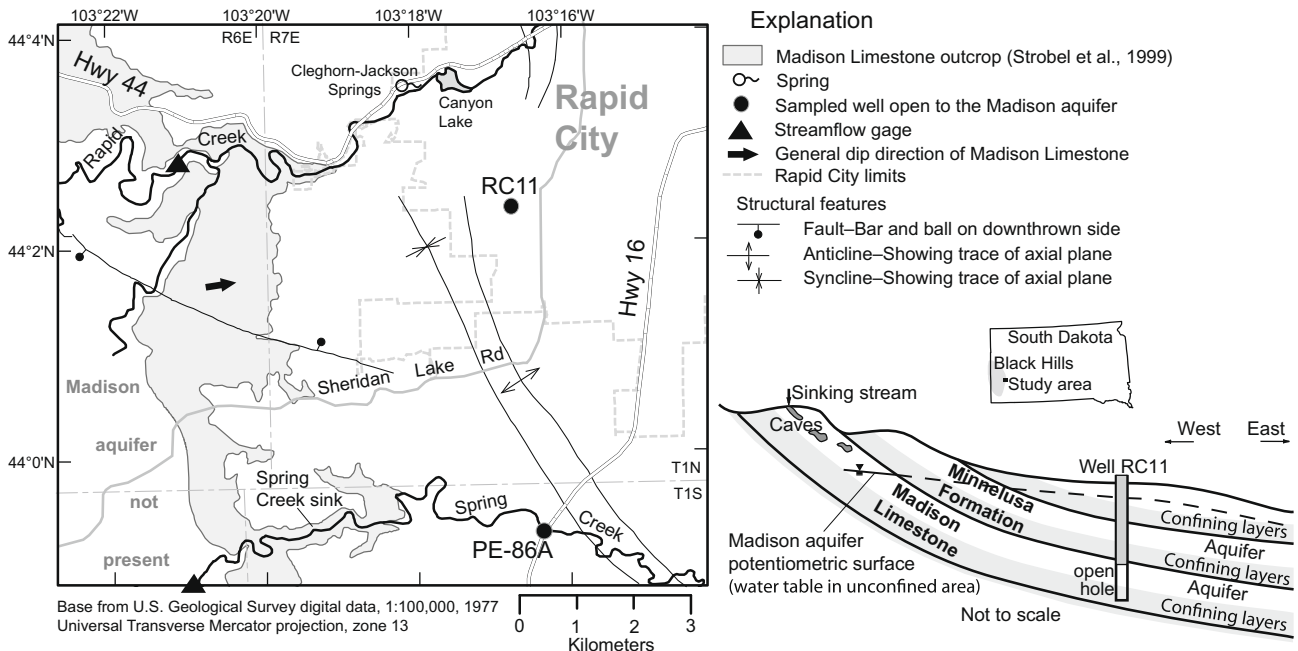 103°22'W
103°20'W
103°18'W
103°16'W
R6E
R7E
44°4'N
Hwy 44
Cleghorn-Jackson
Springs
Canyon
Lake
Rapid
City
Rapid
Creek
RC11
44°2'N
Hwy 16
Sheridan
Lake
Rd
Madison
aquifer
not
present
44°0'N
T1N
T1S
Spring
Creek sink
Spring
Creek
PE-86A
103°22'W
103°20'W
103°18'W
103°16'W
Base from U.S. Geological Survey digital data, 1:100,000, 1977
Universal Transverse Mercator projection, zone 13
0 1 2 3
Kilometers
Explanation
Madison Limestone outcrop (Strobel et al., 1999)
Spring
Sampled well open to the Madison aquifer
Streamflow gage
General dip direction of Madison Limestone
Rapid City limits
Structural features
Fault–Bar and ball on downthrown side
Anticline–Showing trace of axial plane
Syncline–Showing trace of axial plane
South Dakota
Black Hills
Study area
Sinking stream
Caves
West
East
Well RC11
Minnelusa
Formation
Madison
Limestone
Confining layers
Aquifer
Confining layers
Aquifer
Confining layers
open
hole
Madison aquifer
potentiometric surface
(water table in unconfined area)
Not to scale